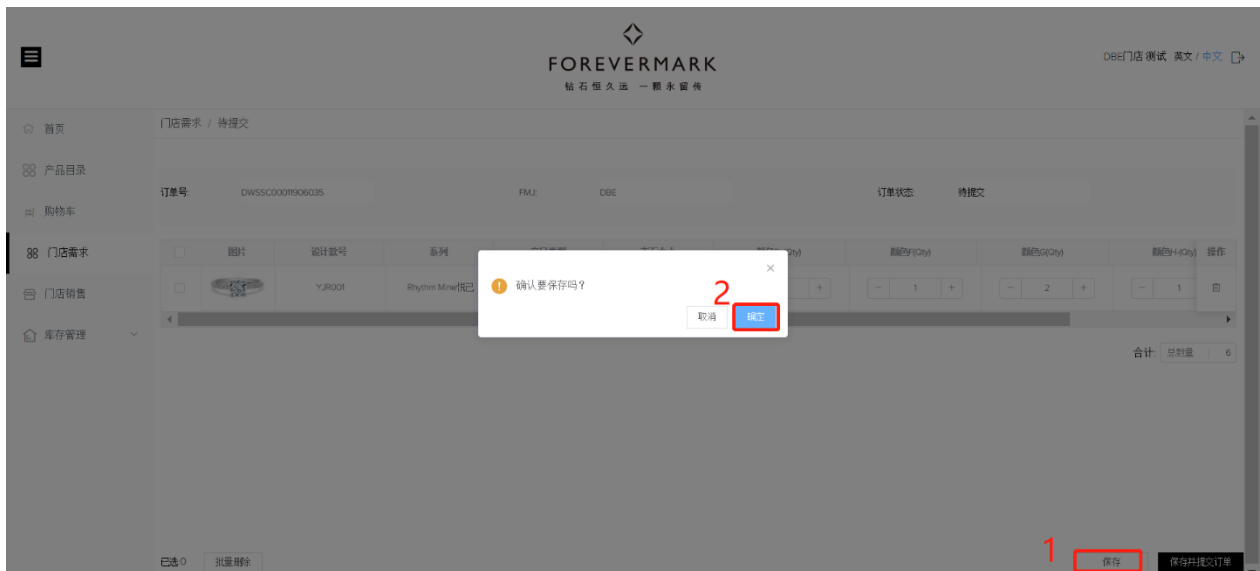 FOREVERMARK
钻石恒久远 一颗永留传
DBE门店测试 英文 / 中文
首页
产品目录
购物车
门店需求
门店销售
库存管理
门店需求 / 待提交
订单号: DWSSC00011906035 FMJ: DBE 订单状态: 待提交
图片 设计款号 系列 颜色F(Qty) 颜色G(Qty) 颜色H-(Qty) 操作
YJR001 Rhythm Mine悦己 1 2 1
确认要保存吗?
2
取消 确定
合计: 总数量 6
1
已选:0 批量删除 保存 保存并提交订单